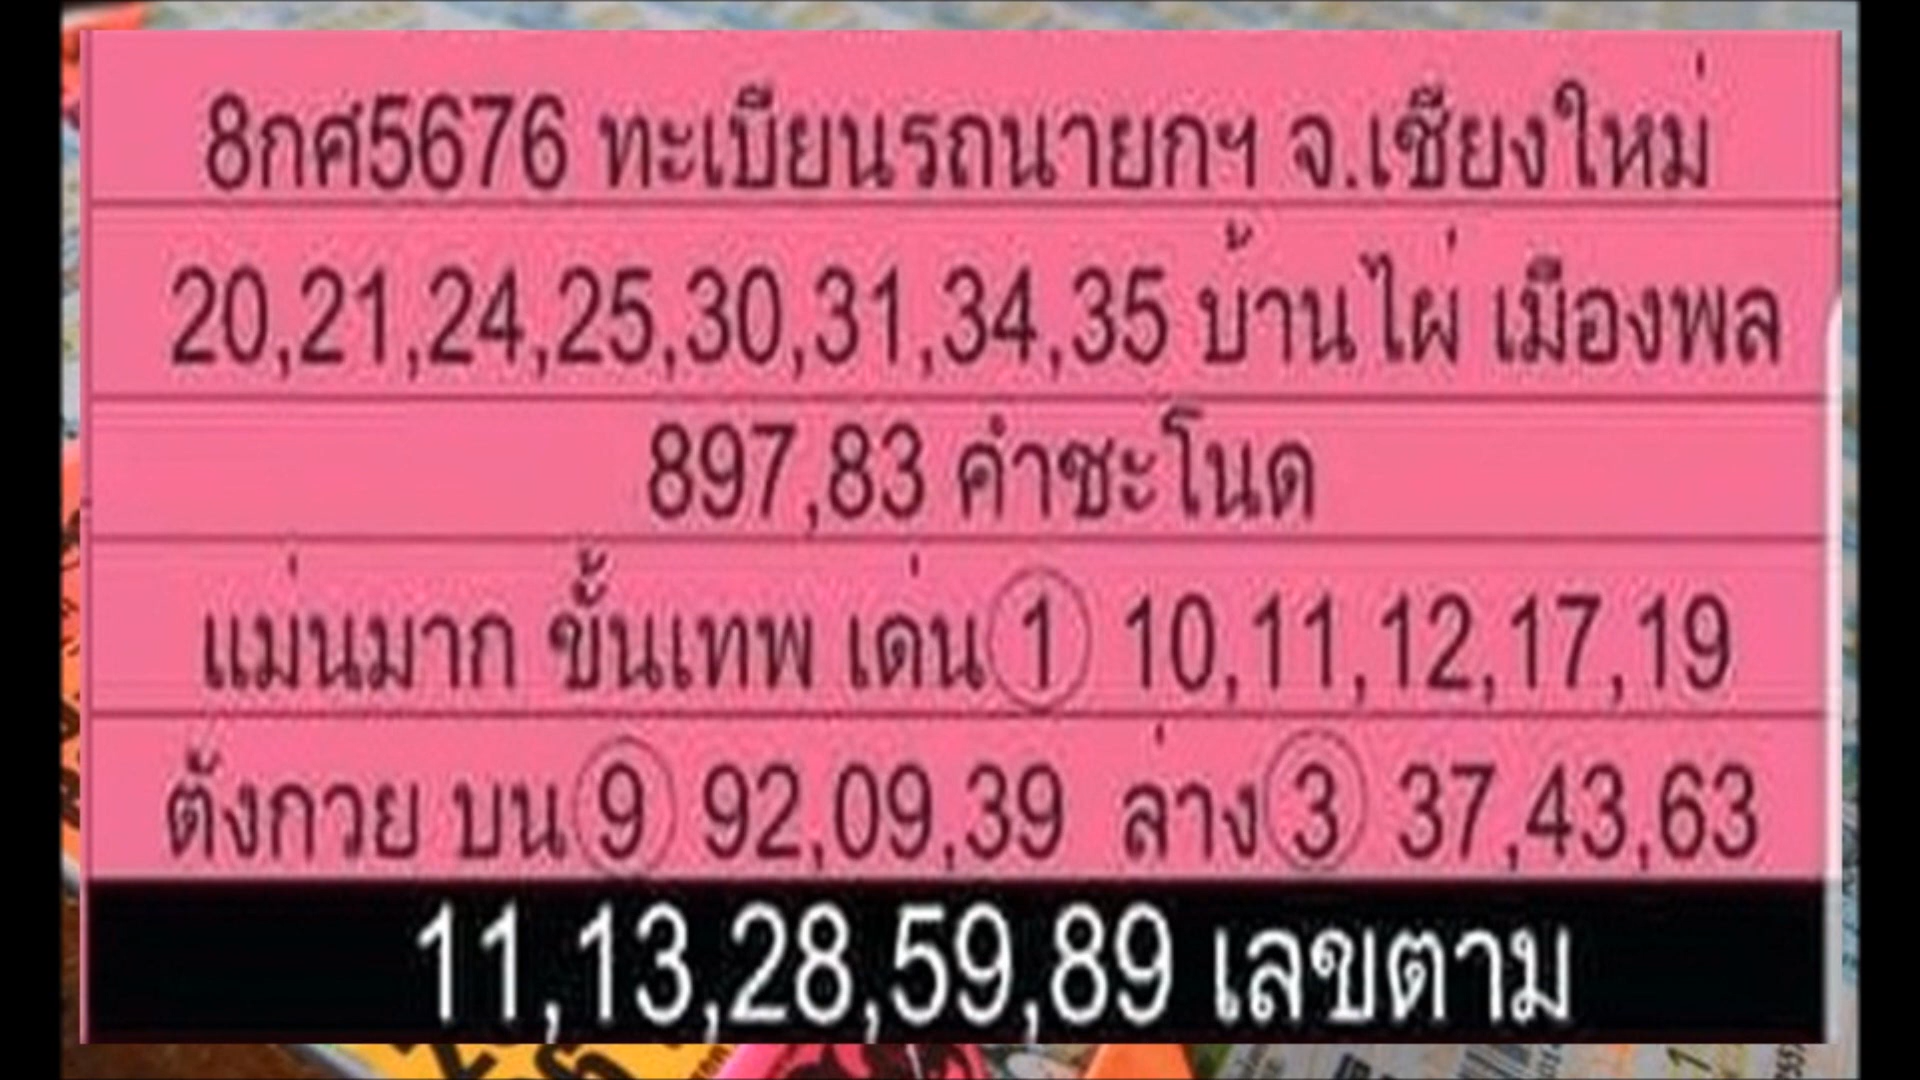 8กศ5676 ทะเบียนรถนายกฯ จ.เชียงใหม่
20,21,24,25,30,31,34,35 บ้านไผ่ เมืองพล
897,83 คำชะโนด
แม่นมาก ขั้นเทพ เด่น 1 10,11,12,17,19
ตั๋งกวย บน 9 92,09,39 ล่าง 3 37,43,63
11,13,28,59,89 เลขตาม